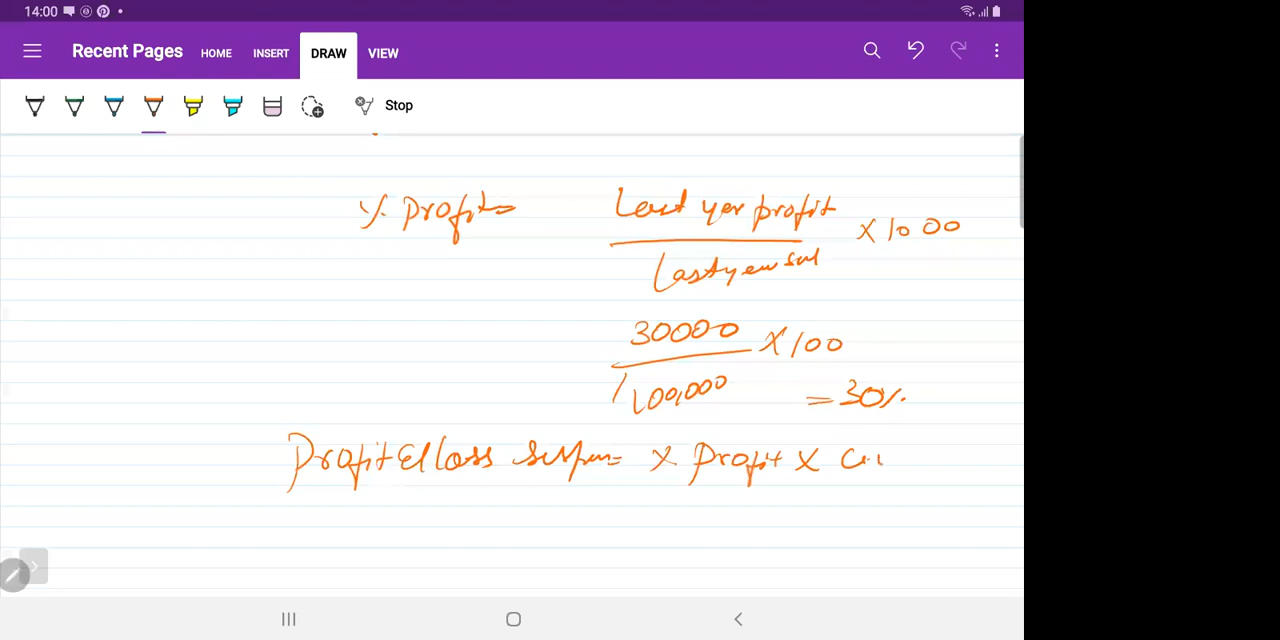 14:00
Recent Pages HOME INSERT DRAW VIEW
Stop
% Profit = Last year profit × 1000
Last year sal
30000 × 100
100,000 = 30%
Profit & loss suspense × Profit ×